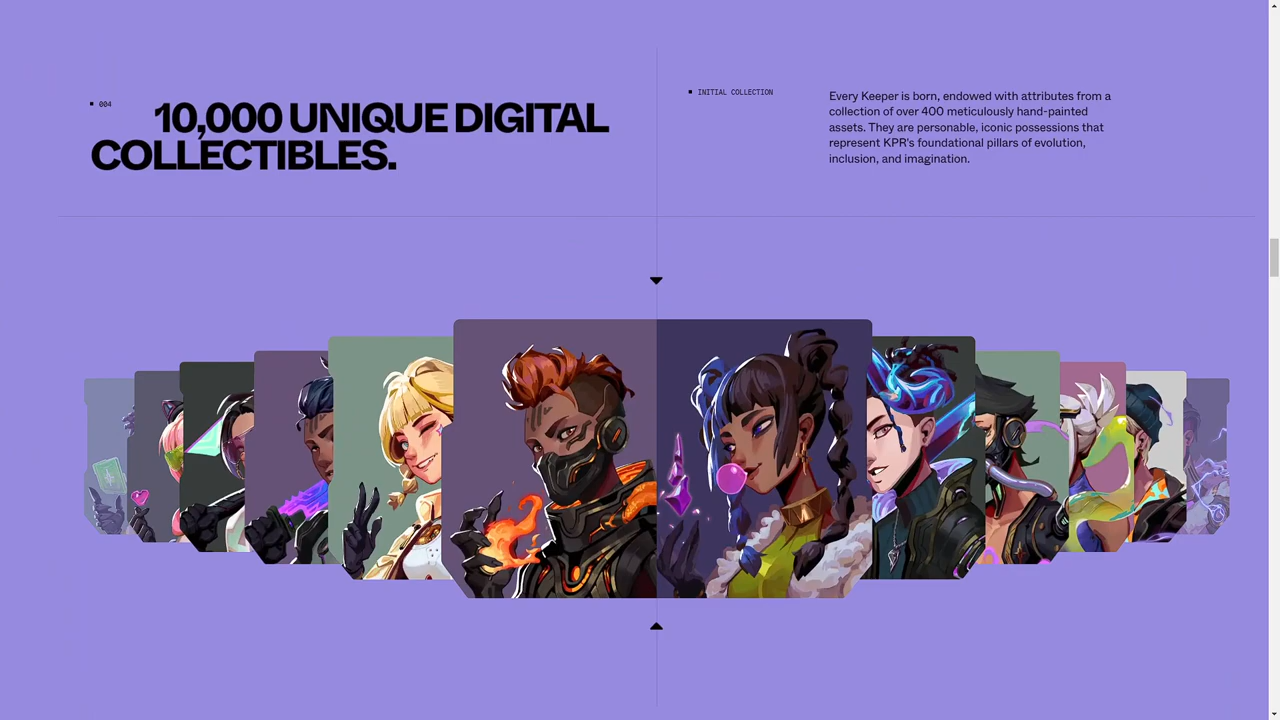 004
10,000 UNIQUE DIGITAL
COLLECTIBLES.
INITIAL COLLECTION
Every Keeper is born, endowed with attributes from a
collection of over 400 meticulously hand-painted
assets. They are personable, iconic possessions that
represent KPR's foundational pillars of evolution,
inclusion, and imagination.